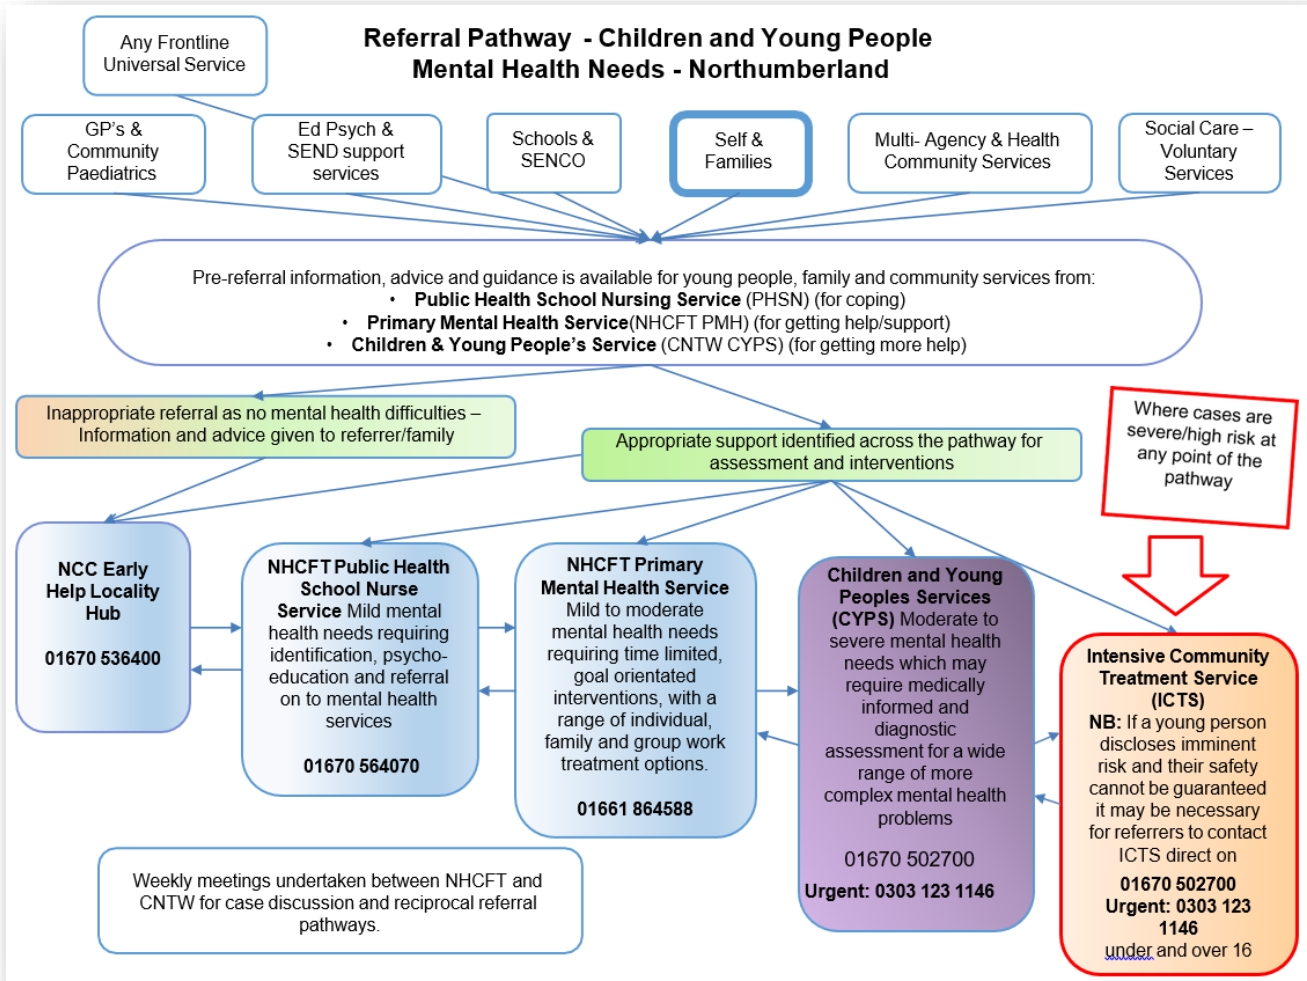 Any Frontline
Universal Service
Referral Pathway - Children and Young People
Mental Health Needs - Northumberland
GP's &
Community
Paediatrics
Ed Psych &
SEND support
services
Schools &
SENCO
Self &
Families
Multi- Agency & Health
Community Services
Social Care –
Voluntary
Services
Pre-referral information, advice and guidance is available for young people, family and community services from:
• Public Health School Nursing Service (PHSN) (for coping)
• Primary Mental Health Service(NHCFT PMH) (for getting help/support)
• Children & Young People's Service (CNTW CYPS) (for getting more help)
Inappropriate referral as no mental health difficulties –
Information and advice given to referrer/family
Appropriate support identified across the pathway for
assessment and interventions
Where cases are
severe/high risk at
any point of the
pathway
NCC Early
Help Locality
Hub
01670 536400
NHCFT Public Health
School Nurse
Service Mild mental
health needs requiring
identification, psycho-
education and referral
on to mental health
services
01670 564070
NHCFT Primary
Mental Health Service
Mild to moderate
mental health needs
requiring time limited,
goal orientated
interventions, with a
range of individual,
family and group work
treatment options.
01661 864588
Children and Young
Peoples Services
(CYPS) Moderate to
severe mental health
needs which may
require medically
informed and
diagnostic
assessment for a wide
range of more
complex mental health
problems
01670 502700
Urgent: 0303 123 1146
Intensive Community
Treatment Service
(ICTS)
NB: If a young person
discloses imminent
risk and their safety
cannot be guaranteed
it may be necessary
for referrers to contact
ICTS direct on
01670 502700
Urgent: 0303 123
1146
under and over 16
Weekly meetings undertaken between NHCFT and
CNTW for case discussion and reciprocal referral
pathways.